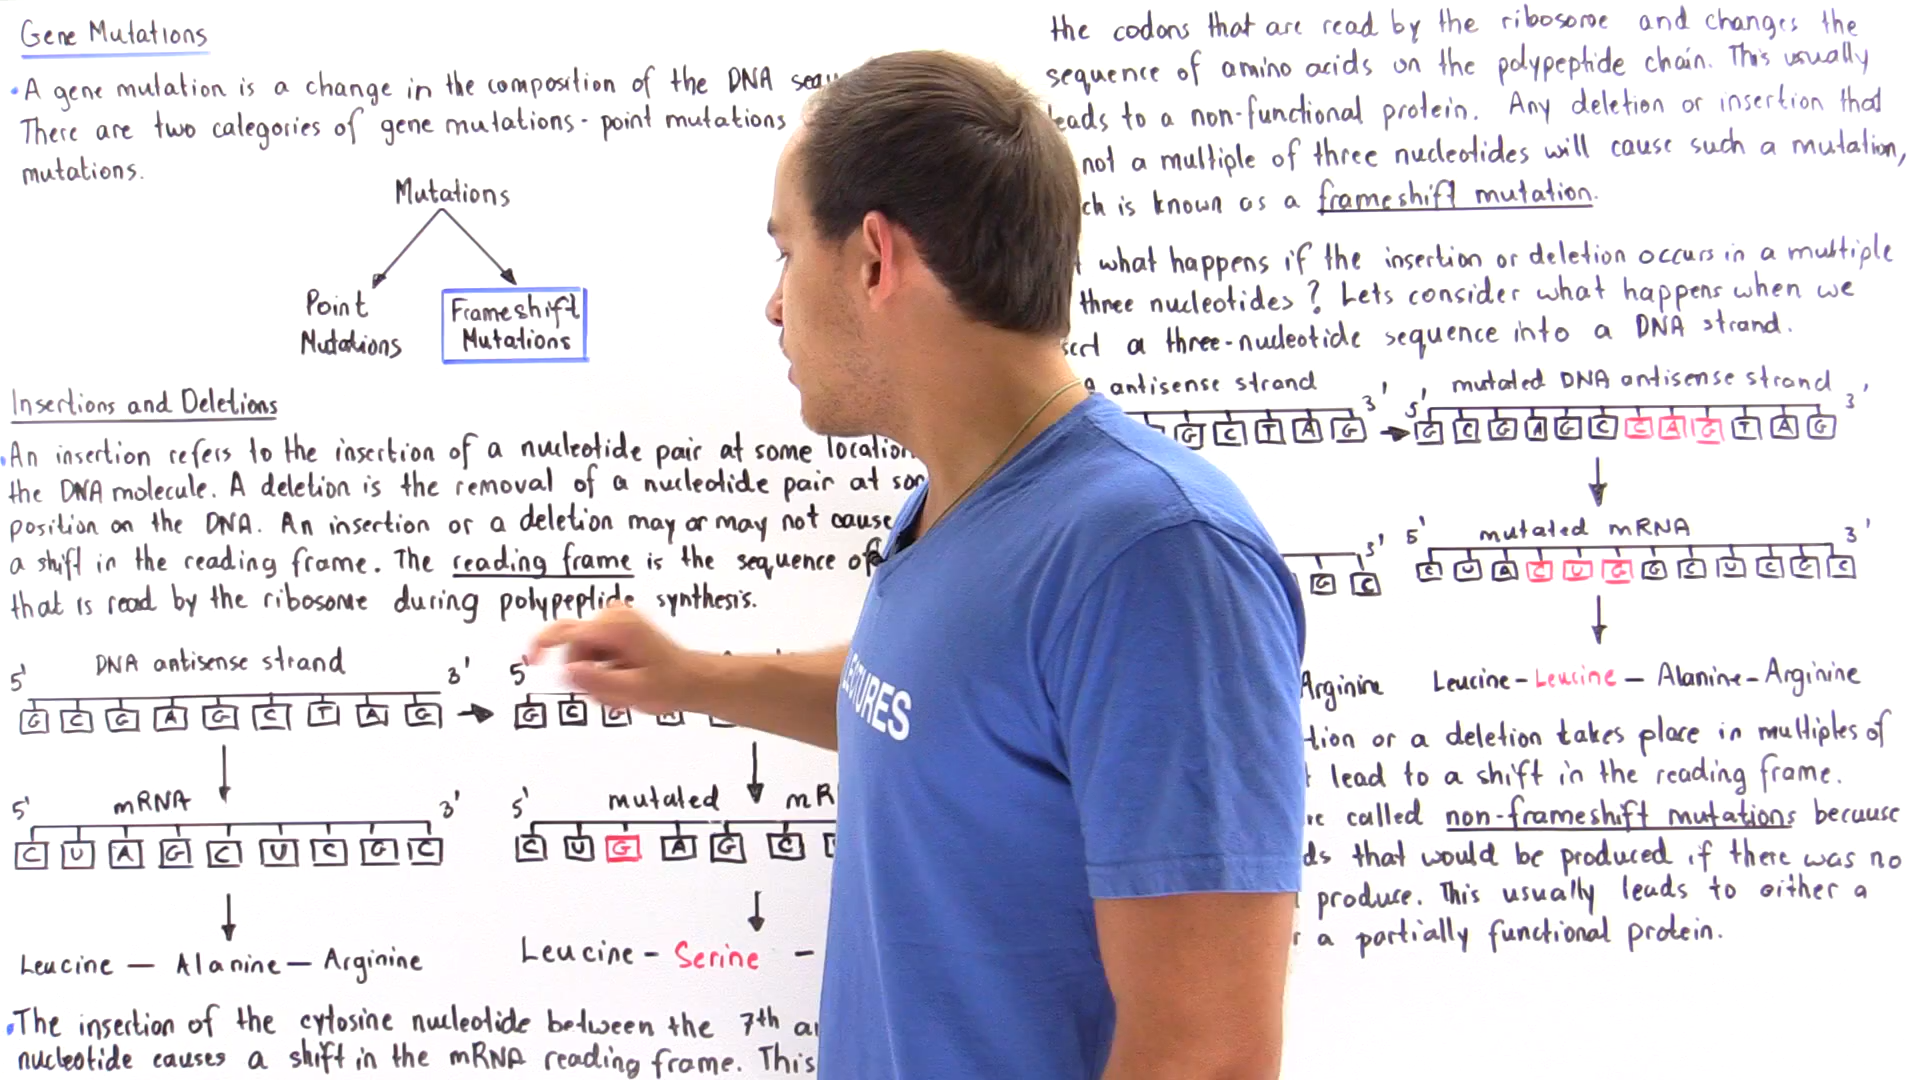 Gene Mutations
• A gene mutation is a change in the composition of the DNA
There are two categories of gene mutations - point mutations
mutations.
Mutations
Point Mutations
Frameshift Mutations
Insertions and Deletions
• An insertion refers to the insertion of a nucleotide pair at some location
the DNA molecule. A deletion is the removal of a nucleotide pair at
position on the DNA. An insertion or a deletion may or may not cause
a shift in the reading frame. The reading frame is the sequence of
that is read by the ribosome during polypeptide synthesis.
5' DNA antisense strand 3'
G C G A G C T A G
5'
G C G
5' mRNA 3'
C U A G C U C G C
5' mutated
C U G A G C
Leucine — Alanine — Arginine
Leucine - Serine -
• The insertion of the cytosine nucleotide between the 7th
nucleotide causes a shift in the mRNA reading frame. This
LECTURES
the codons that are read by the ribosome and changes the
sequence of amino acids on the polypeptide chain. This usually
leads to a non-functional protein. Any deletion or insertion that
not a multiple of three nucleotides will cause such a mutation,
is known as a frameshift mutation.
what happens if the insertion or deletion occurs in a multiple
three nucleotides? Lets consider what happens when we
a three-nucleotide sequence into a DNA strand.
antisense strand 3'
G C T A G
5' mutated DNA antisense strand 3'
G C G A G C C A G T A G
3'
G C
5' mutated mRNA 3'
C U A C U G G C U C G C
Arginine
Leucine - Leucine - Alanine - Arginine
or a deletion takes place in multiples of
lead to a shift in the reading frame.
called non-frameshift mutations because
that would be produced if there was no
produce. This usually leads to either a
a partially functional protein.